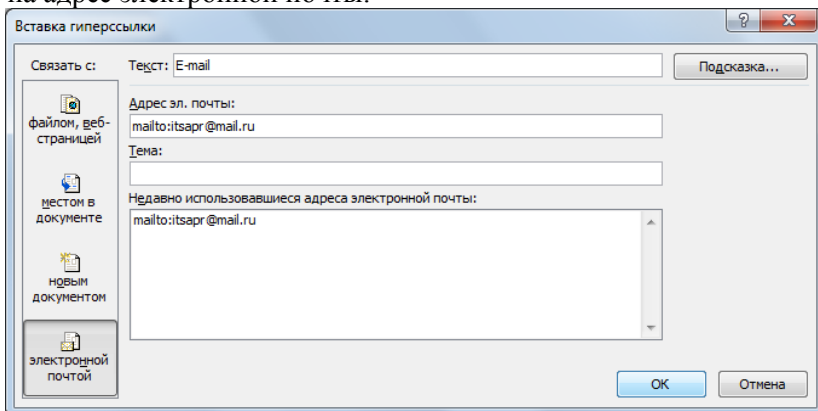 на адрес электронной почты.
Вставка гиперссылки
Связать с:
Текст: E-mail
Подсказка...
файлом, веб-
страницей
местом в
документе
новым
документом
электронной
почтой
Адрес эл. почты:
mailto:itsapr@mail.ru
Тема:
Недавно использовавшиеся адреса электронной почты:
mailto:itsapr@mail.ru
ОК
Отмена